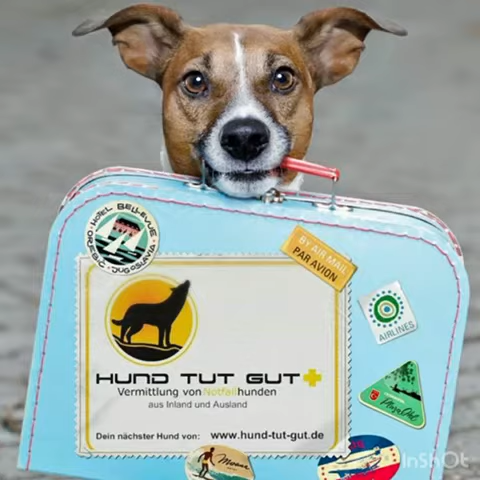 HOTEL BELLEVUE
BY AIR MAIL
PAR AVION
AIRLINES
HUND TUT GUT+
Vermittlung von Notfallhunden
aus Inland und Ausland
Dein nächster Hund von: www.hund-tut-gut.de
InShOt